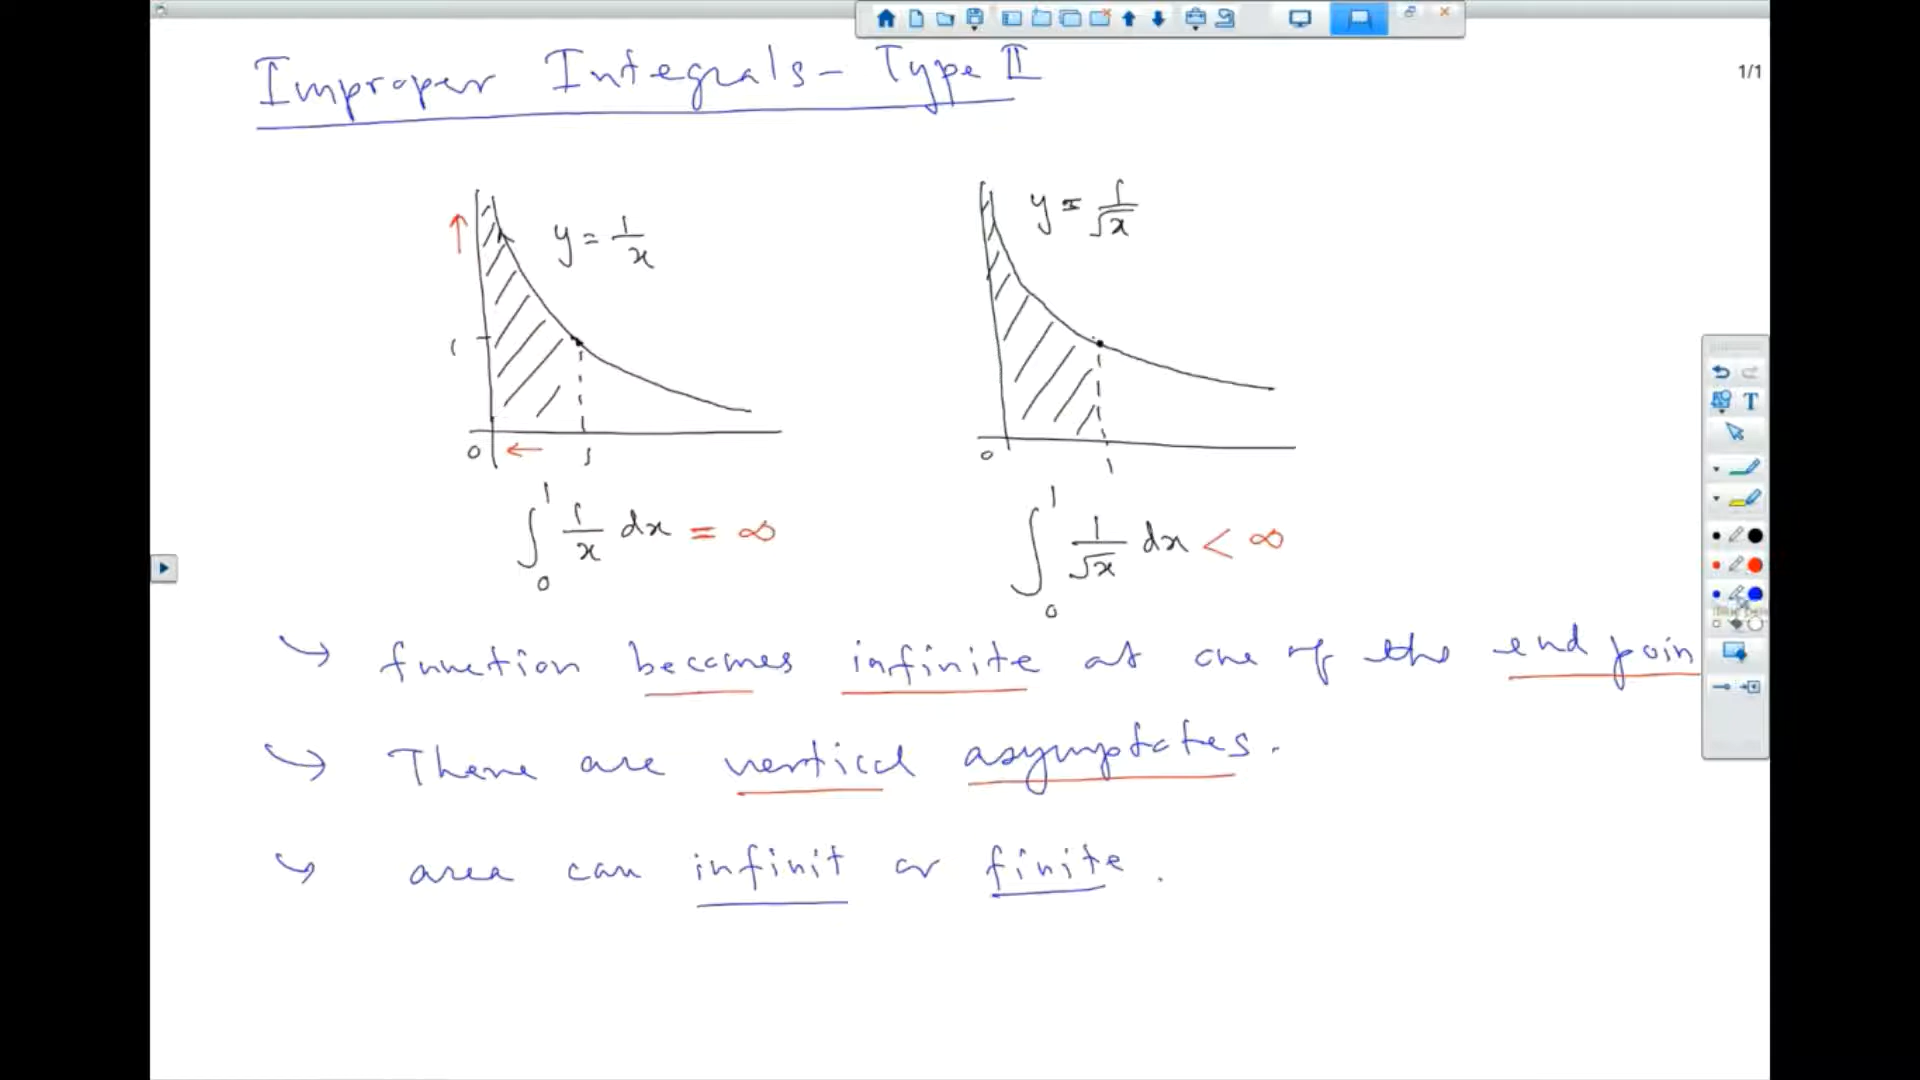 Improper Integrals - Type II
1/1
y = 1/x
y = 1/√x
1
0 ← 1
0 1
∫₀¹ 1/x dx = ∞
∫₀¹ 1/√x dx < ∞
function becomes infinite at one of the end poin
There are vertical asymptotes.
area can infinit or finite.
T